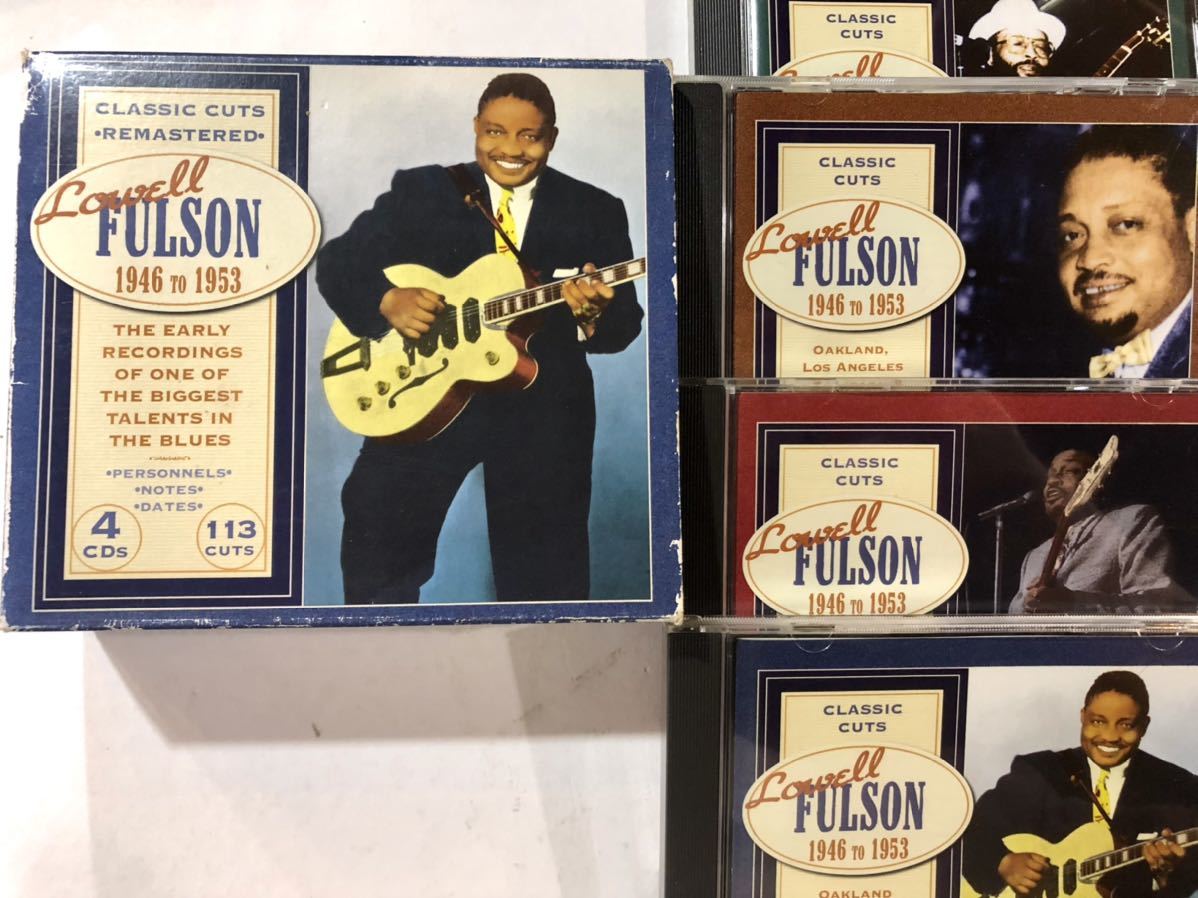 CLASSIC CUTS
•REMASTERED•
Lowell
FULSON
1946 TO 1953
THE EARLY
RECORDINGS
OF ONE OF
THE BIGGEST
TALENTS IN
THE BLUES
•PERSONNELS•
•NOTES•
•DATES•
4
CDs
113
CUTS
CLASSIC
CUTS
Lowell
CLASSIC
CUTS
Lowell
FULSON
1946 TO 1953
OAKLAND,
LOS ANGELES
CLASSIC
CUTS
Lowell
FULSON
1946 TO 1953
CLASSIC
CUTS
Lowell
FULSON
1946 TO 1953
OAKLAND